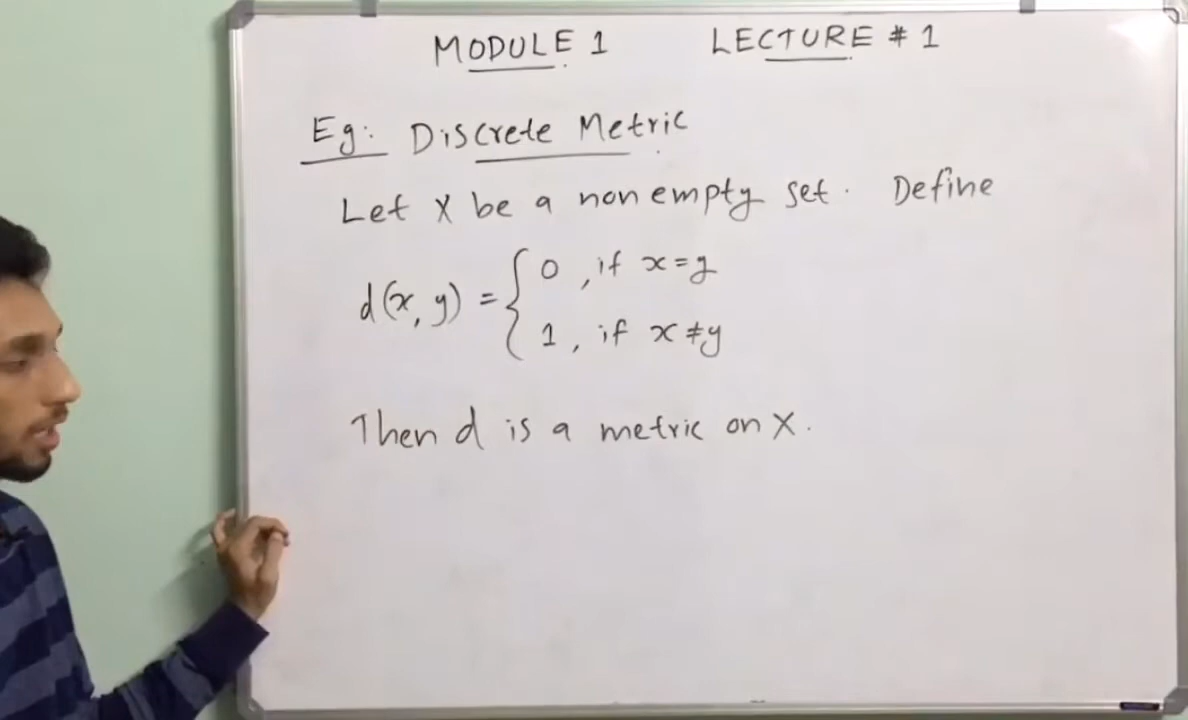 MODULE 1 LECTURE # 1
Eg: Discrete Metric
Let X be a non empty set. Define
d(x, y) = { 0, if x = y
1, if x ≠ y
Then d is a metric on X.